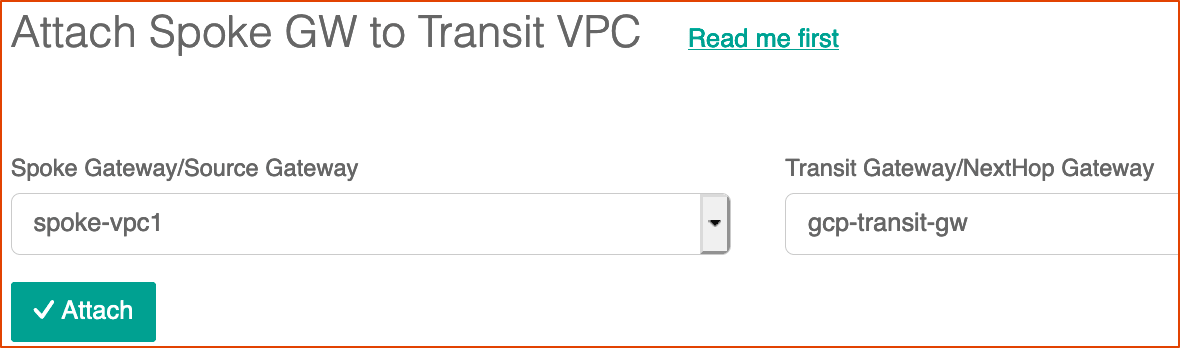 Attach Spoke GW to Transit VPC Read me first
Spoke Gateway/Source Gateway Transit Gateway/NextHop Gateway
spoke-vpc1 gcp-transit-gw
Attach